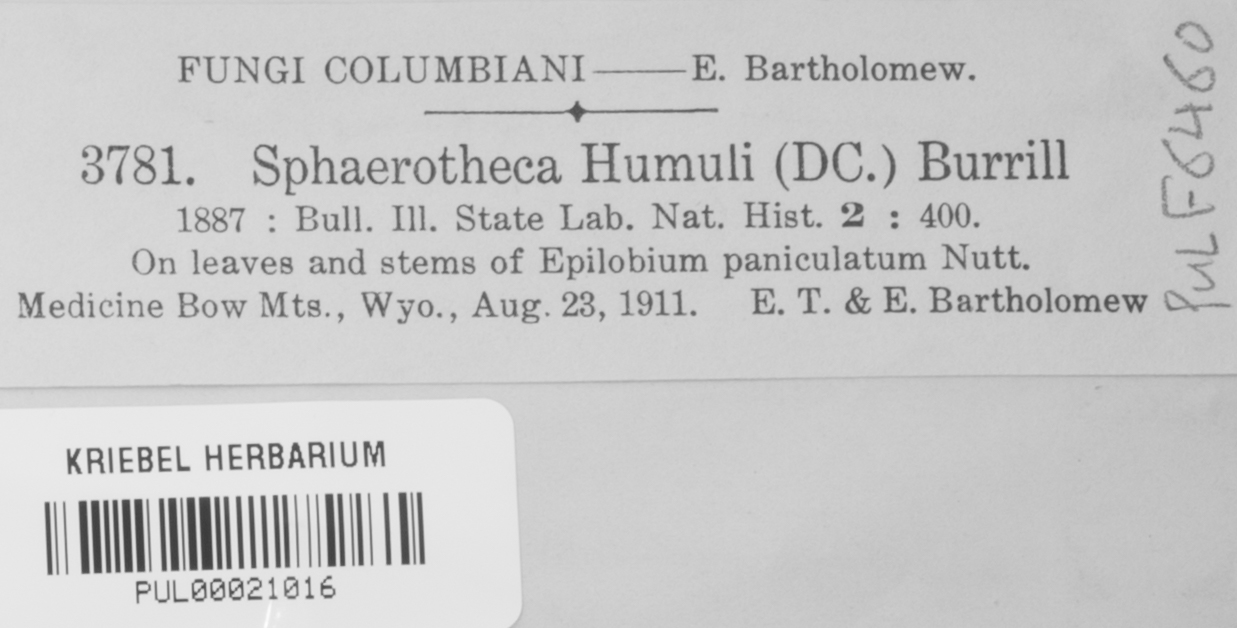 FUNGI COLUMBIANI——E. Bartholomew.
3781. Sphaerotheca Humuli (DC.) Burrill
1887 : Bull. Ill. State Lab. Nat. Hist. 2 : 400.
On leaves and stems of Epilobium paniculatum Nutt.
Medicine Bow Mts., Wyo., Aug. 23, 1911. E. T. & E. Bartholomew
PUL F6460
KRIEBEL HERBARIUM
PUL00021016